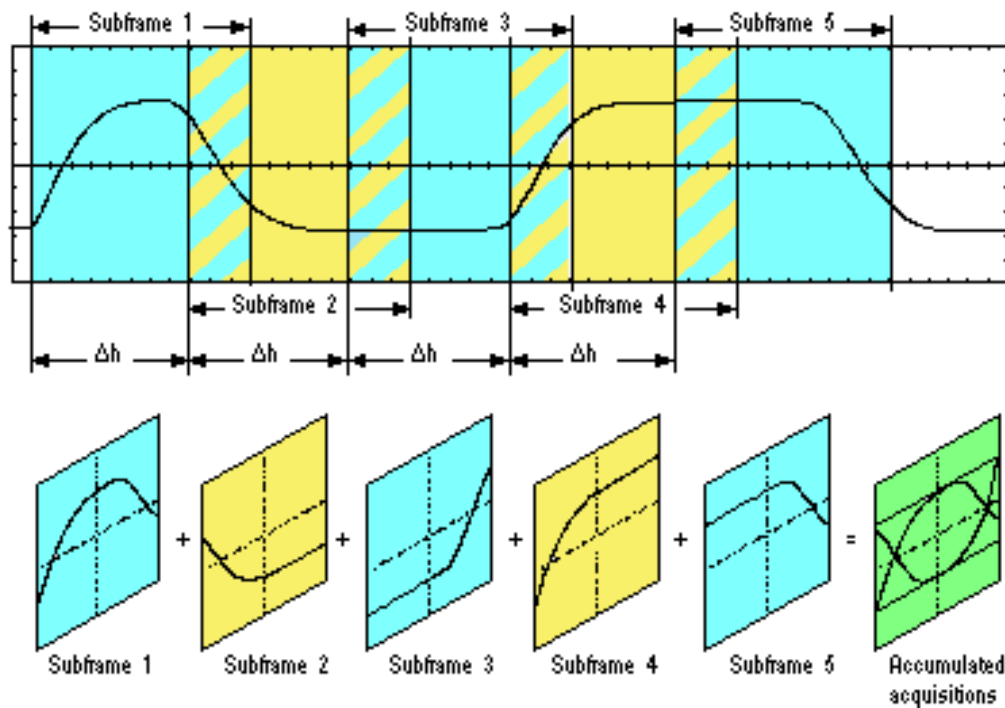 Subframe 1
Subframe 3
Subframe 5
Subframe 2
Subframe 4
Δh
Δh
Δh
Δh
+
+
+
+
=
Subframe 1
Subframe 2
Subframe 3
Subframe 4
Subframe 5
Accumulated
acquisitions